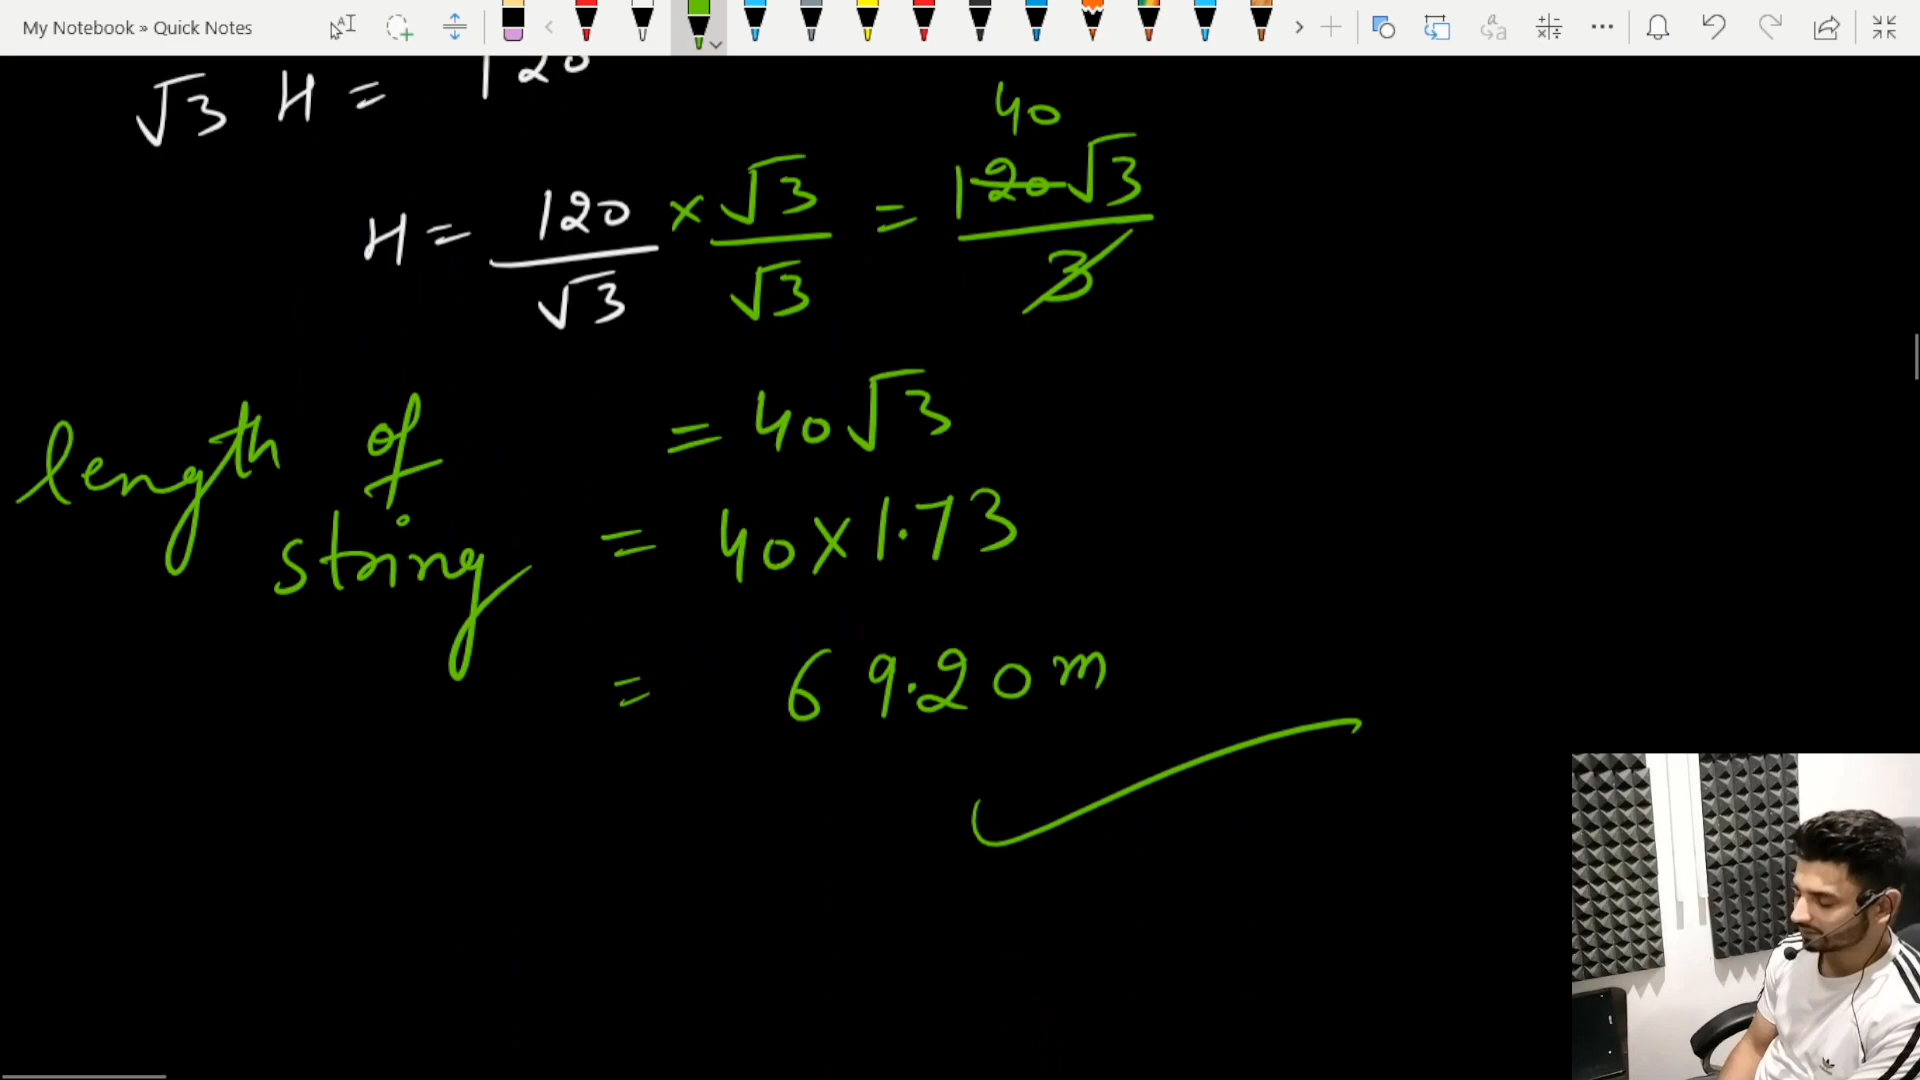 My Notebook » Quick Notes
√3 H = 120
H = 120/√3 × √3/√3 = 120√3/3
40
length of
string
= 40√3
= 40×1.73
= 69.20 m